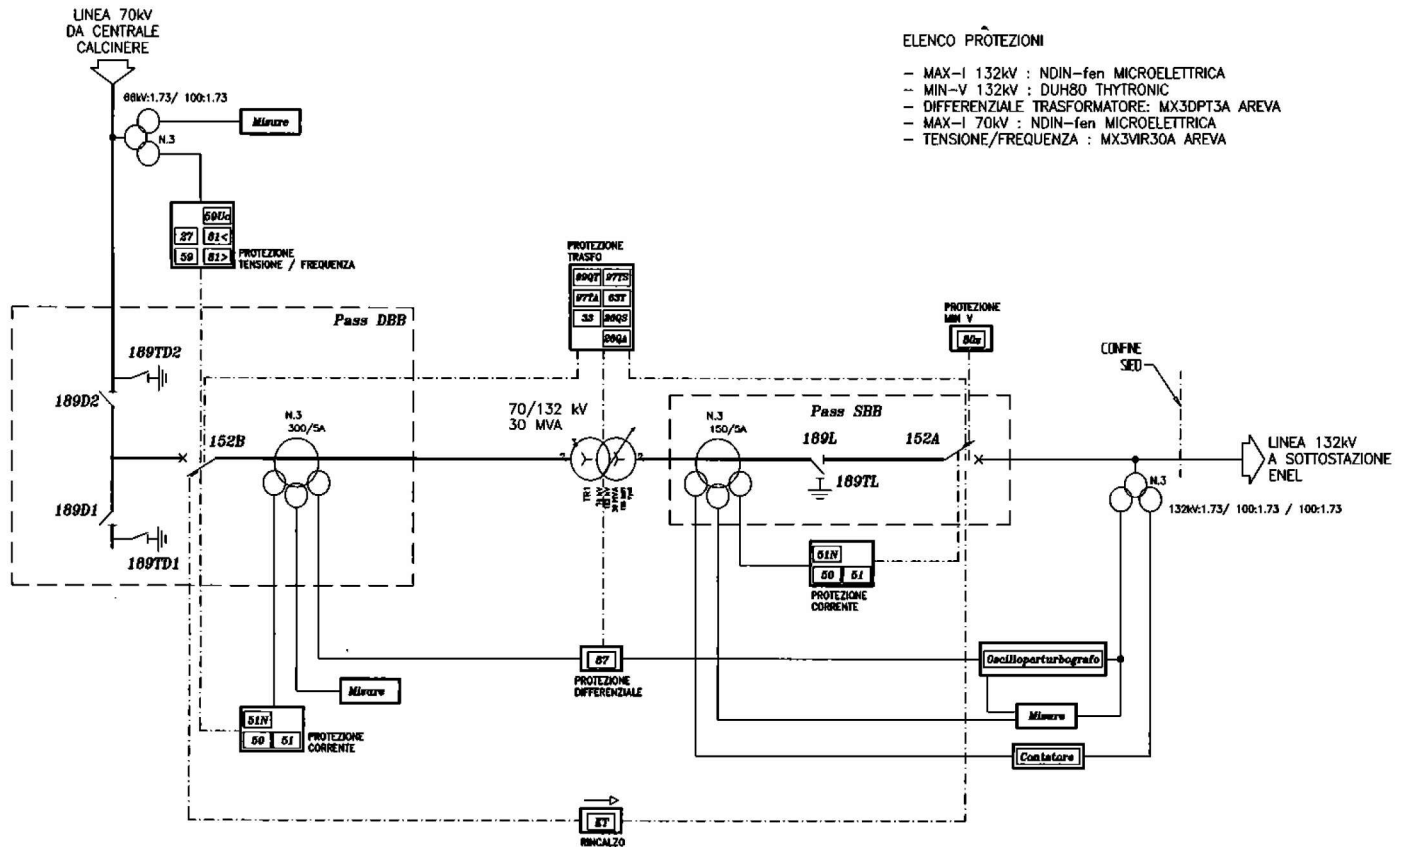 LINEA 70kV
DA CENTRALE
CALCINERE
ELENCO PROTEZIONI
- MAX-I 132kV : NDIN-fen MICROELETTRICA
- MIN-V 132kV : DUH80 THYTRONIC
- DIFFERENZIALE TRASFORMATORE: MX3DPT3A AREVA
- MAX-I 70kV : NDIN-fen MICROELETTRICA
- TENSIONE/FREQUENZA : MX3VIR30A AREVA
66kV:1.73/ 100:1.73
Misure
N.3
59Uo
27 81<
59 81>
PROTEZIONE
TENSIONE / FREQUENZA
PROTEZIONE
TRASFO
99QT 97TS
97TA 63T
33 26QS
26QA
PROTEZIONE
MIN V
CONFINE
Pass DBB
189TD2
189D2
152B
N.3
300/5A
70/132 kV
30 MVA
TR1
Pass SBB
N.3
150/5A
189L
152A
189TL
LINEA 132kV
A SOTTOSTAZIONE
ENEL
N.3
132kV:1.73/ 100:1.73 / 100:1.73
189D1
189TD1
51N
50 51
PROTEZIONE
CORRENTE
87
PROTEZIONE
DIFFERENZIALE
Oscilloperturbografo
Misure
Misure
51N
50 51
PROTEZIONE
CORRENTE
Contatore
RINCALZO